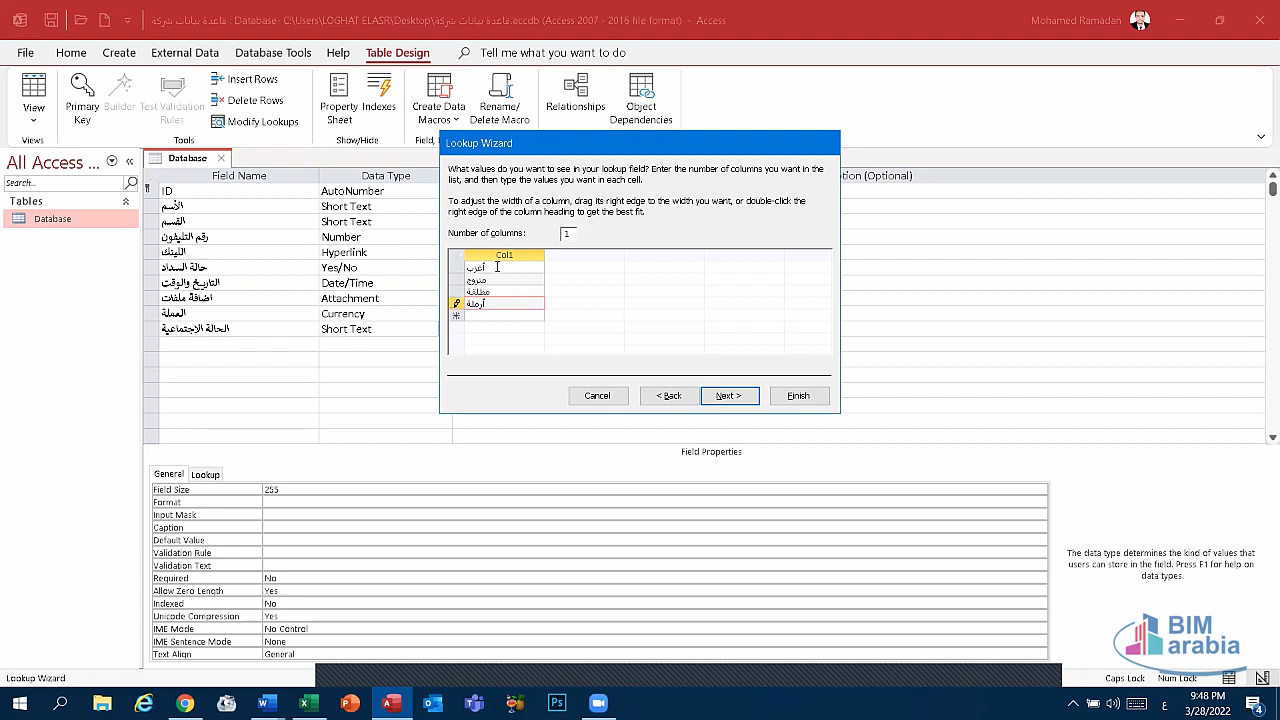 قاعدة بيانات شركة : Database- C:\Users\LOGHAT ELASR\Desktop\قاعدة بيانات شركة.accdb (Access 2007 - 2016 file format) - Access
Mohamed Ramadan
File Home Create External Data Database Tools Help Table Design Tell me what you want to do
View
Primary Key
Builder
Test Validation Rules
Insert Rows
Delete Rows
Modify Lookups
Property Sheet
Indexes
Create Data Macros
Rename/ Delete Macro
Relationships
Object Dependencies
Views
Tools
Show/Hide
Field,
All Access ...
Search...
Tables
Database
Database
Field Name Data Type
ion (Optional)
ID AutoNumber
الأسم Short Text
القسم Short Text
رقم التليفون Number
اللينك Hyperlink
حالة السداد Yes/No
التاريخ والوقت Date/Time
اضافة ملفات Attachment
العملة Currency
الحالة الاجتماعية Short Text
Lookup Wizard
What values do you want to see in your lookup field? Enter the number of columns you want in the
list, and then type the values you want in each cell.
To adjust the width of a column, drag its right edge to the width you want, or double-click the
right edge of the column heading to get the best fit.
Number of columns: 1
Col1
أعزب
متزوج
مطلقة
أرملة
Cancel < Back Next > Finish
Field Properties
General Lookup
Field Size 255
Format
Input Mask
Caption
Default Value
Validation Rule
Validation Text
Required No
Allow Zero Length Yes
Indexed No
Unicode Compression Yes
IME Mode No Control
IME Sentence Mode None
Text Align General
The data type determines the kind of values that
users can store in the field. Press F1 for help on
data types.
BIM
arabia
Lookup Wizard
Caps Lock Num Lock
ع
9:48 PM
3/28/2022
4